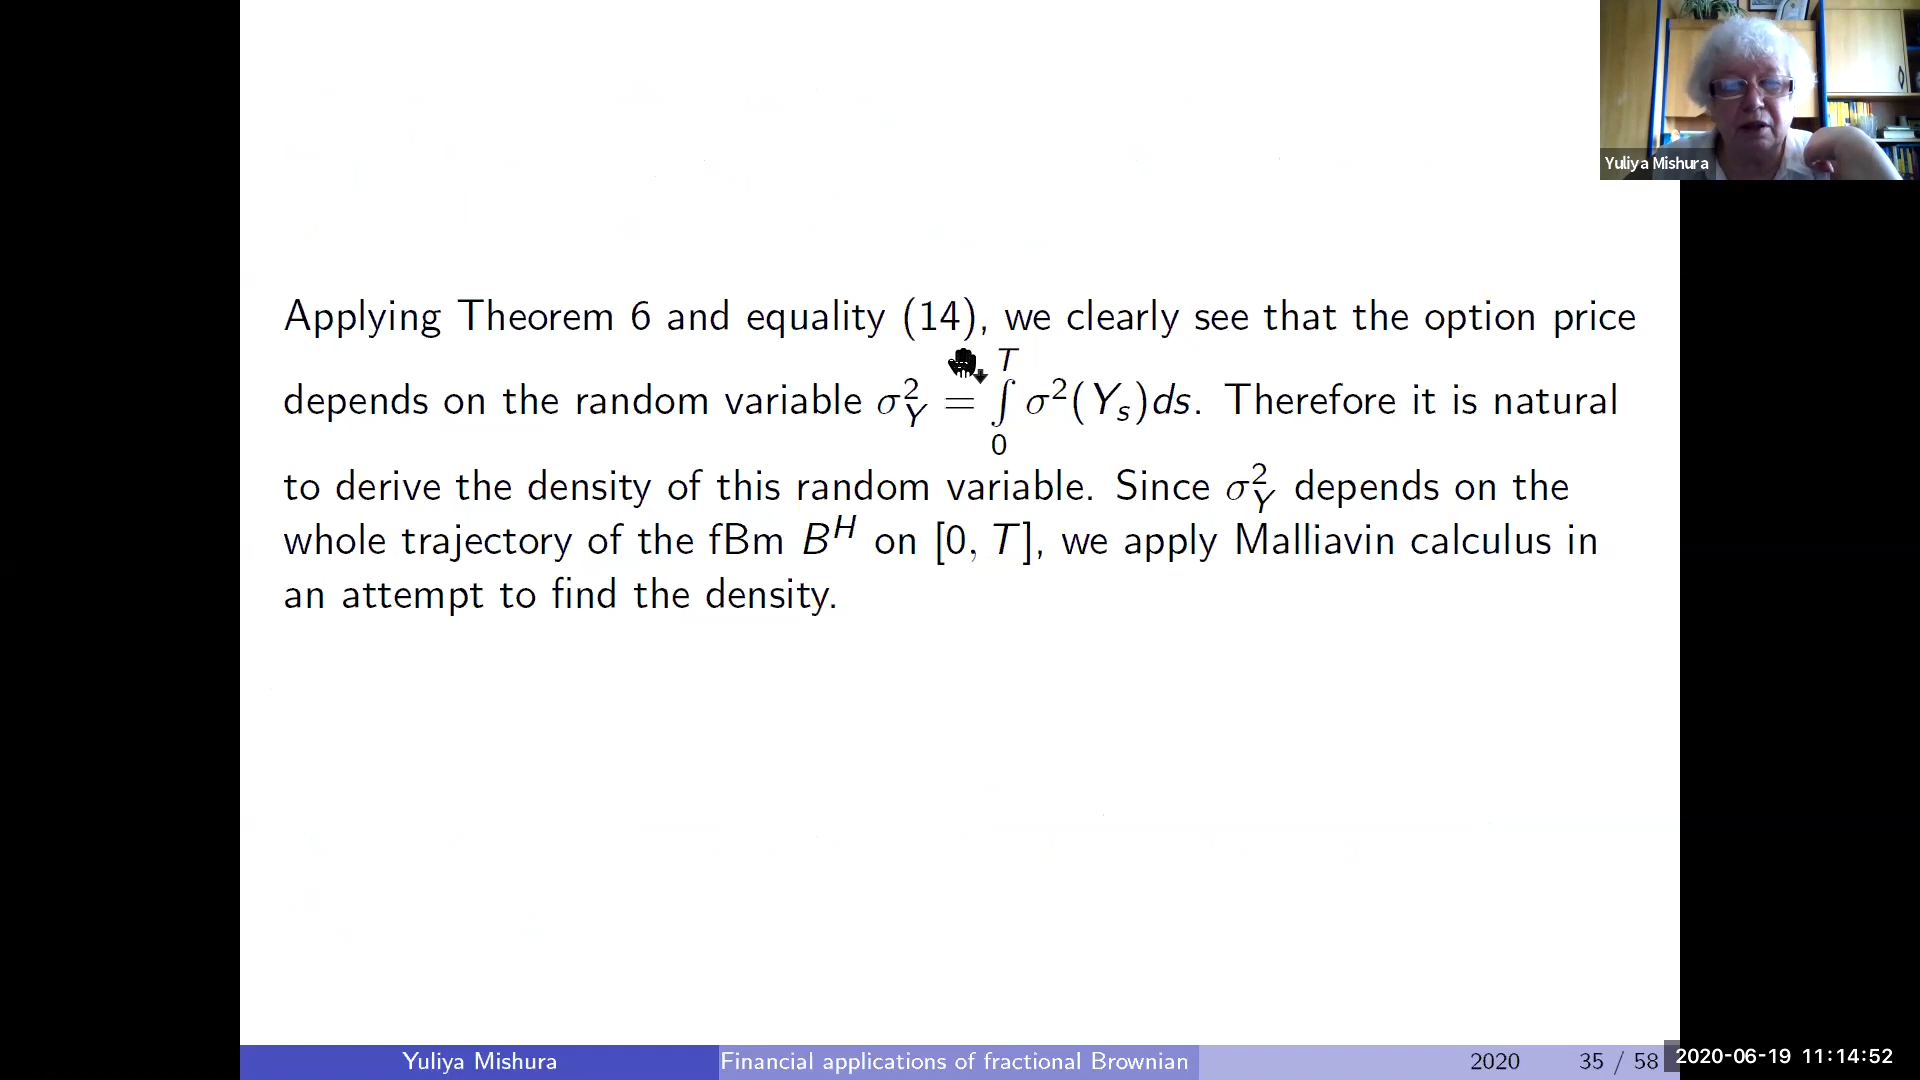 Yuliya Mishura
Applying Theorem 6 and equality (14), we clearly see that the option price
depends on the random variable σ²_Y = ∫₀ᵀ σ²(Yₛ)ds. Therefore it is natural
to derive the density of this random variable. Since σ²_Y depends on the
whole trajectory of the fBm B^H on [0, T], we apply Malliavin calculus in
an attempt to find the density.
Yuliya Mishura
Financial applications of fractional Brownian
2020
35 / 58
2020-06-19 11:14:52